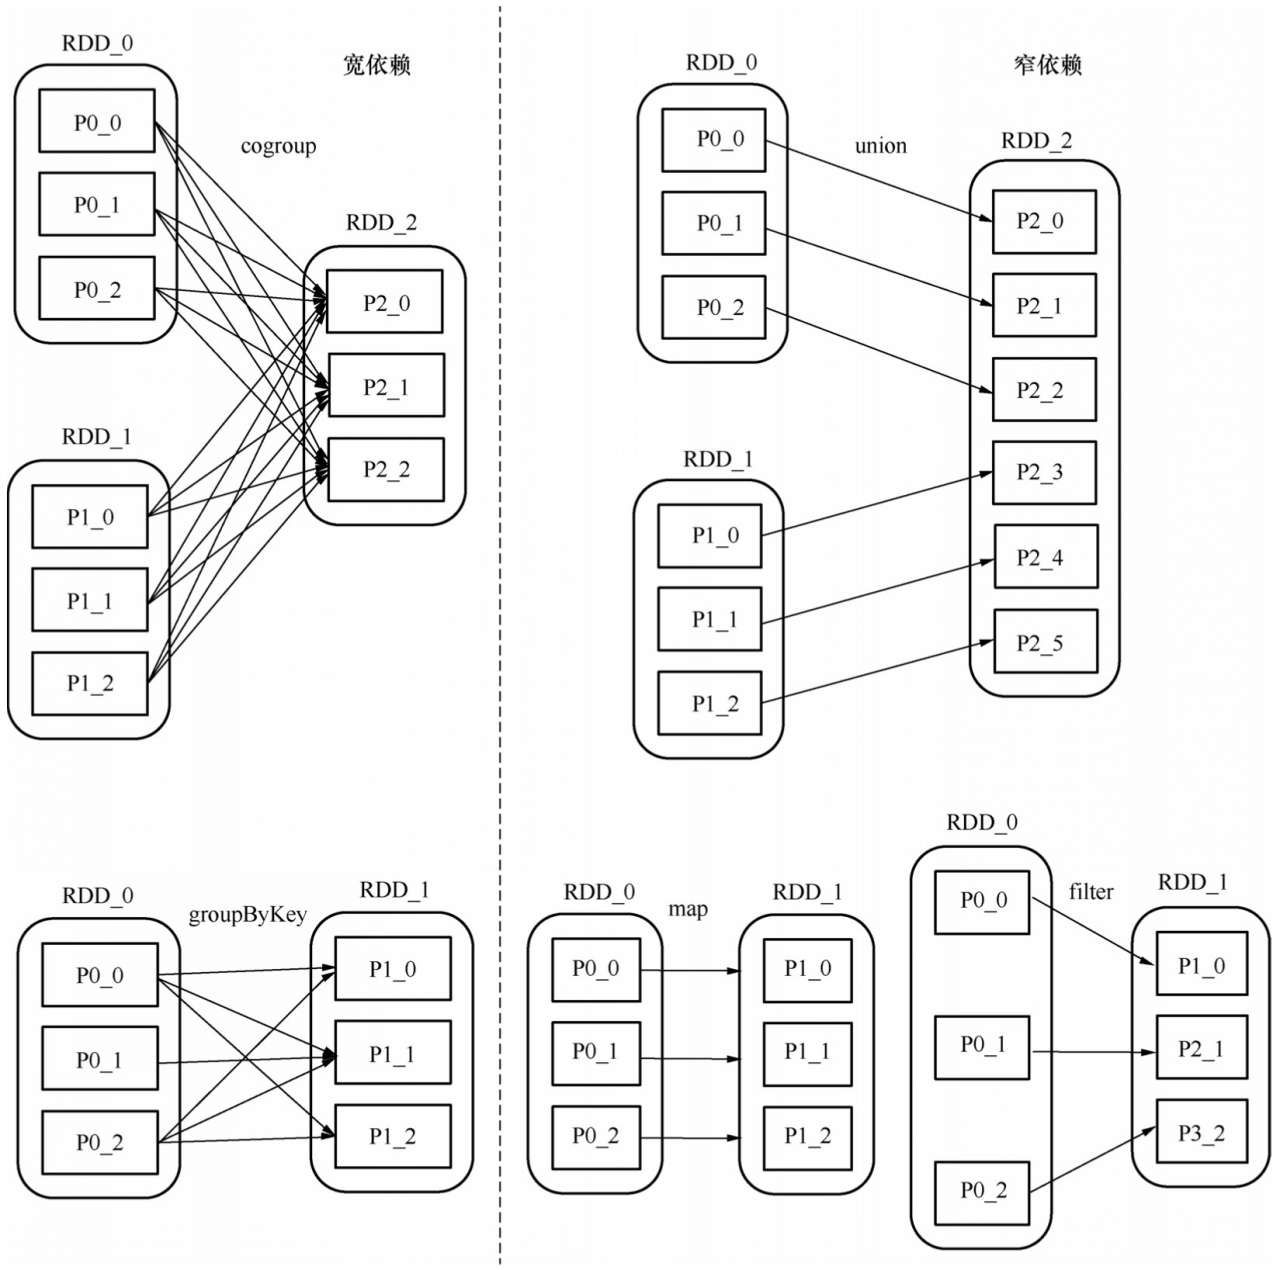 宽依赖
RDD_0
P0_0
P0_1
P0_2
cogroup
RDD_2
P2_0
P2_1
P2_2
RDD_1
P1_0
P1_1
P1_2
RDD_0
P0_0
P0_1
P0_2
groupByKey
RDD_1
P1_0
P1_1
P1_2
窄依赖
RDD_0
P0_0
P0_1
P0_2
union
RDD_2
P2_0
P2_1
P2_2
P2_3
P2_4
P2_5
RDD_1
P1_0
P1_1
P1_2
RDD_0
P0_0
P0_1
P0_2
map
RDD_1
P1_0
P1_1
P1_2
RDD_0
P0_0
P0_1
P0_2
filter
RDD_1
P1_0
P2_1
P3_2